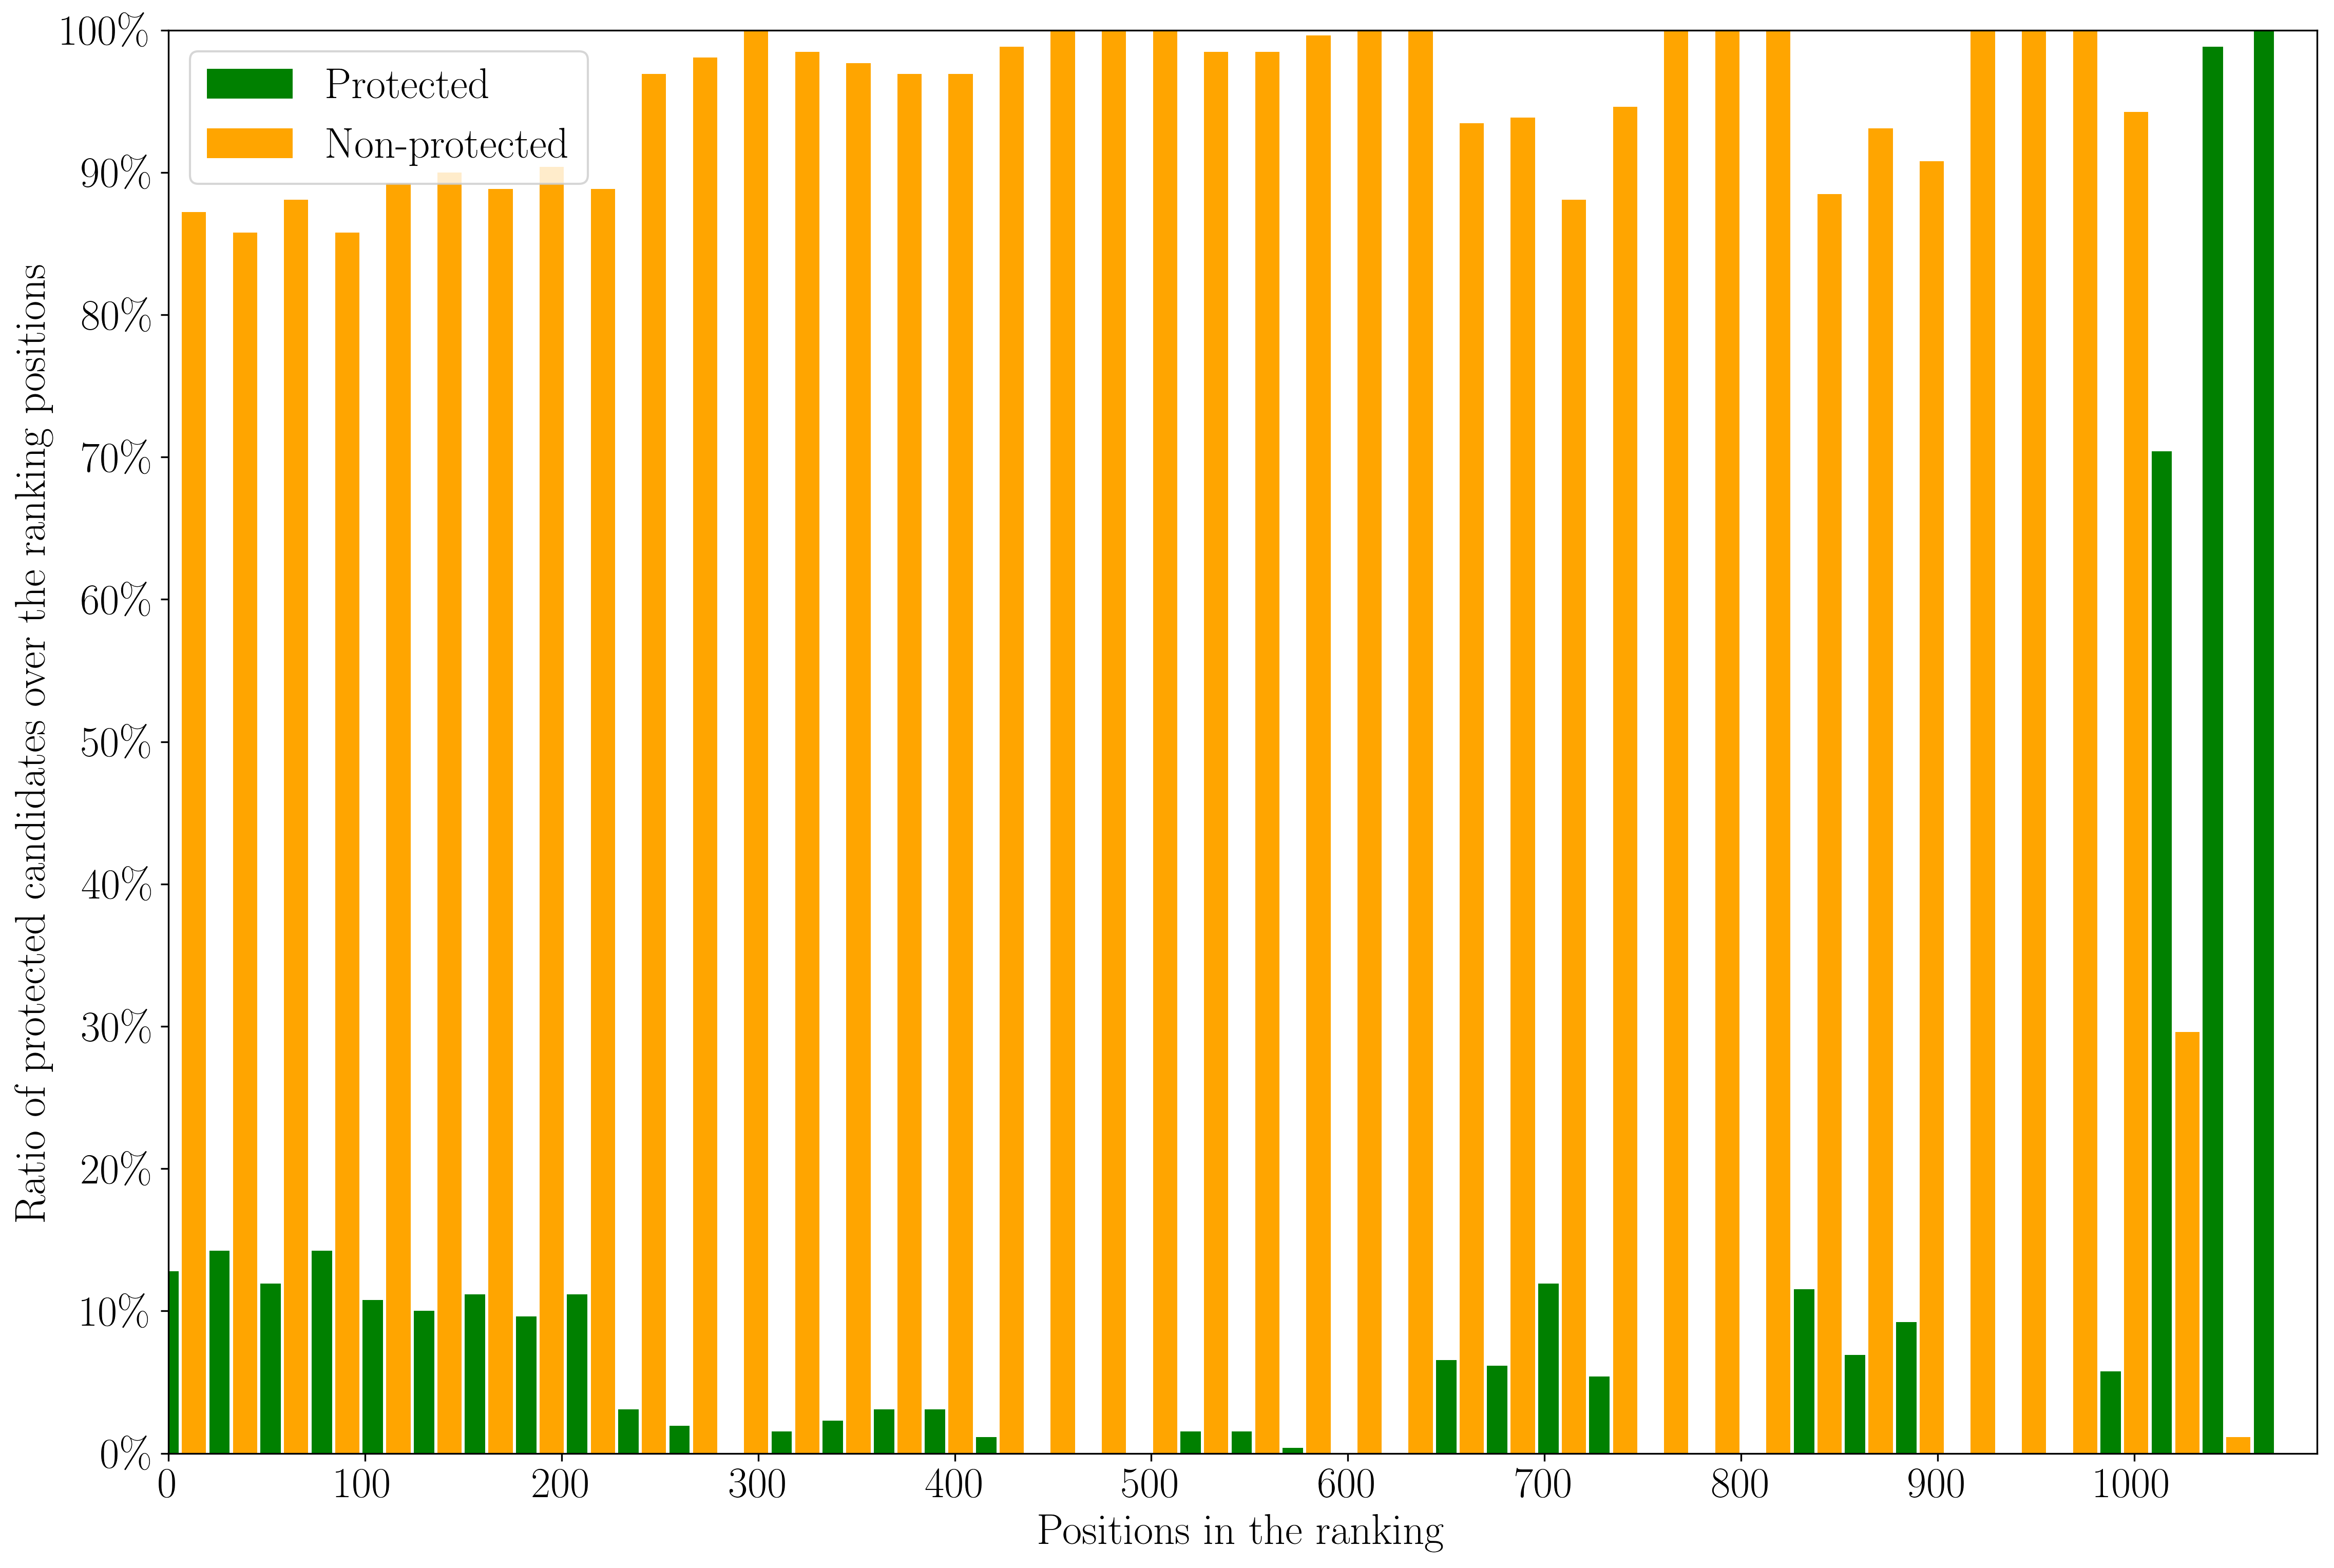 100%
90%
80%
70%
60%
50%
40%
30%
20%
10%
0%
Ratio of protected candidates over the ranking positions
Protected
Non-protected
0 100 200 300 400 500 600 700 800 900 1000
Positions in the ranking